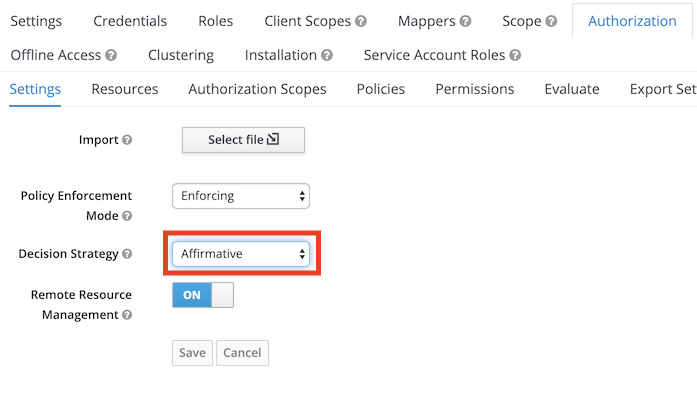 Settings Credentials Roles Client Scopes Mappers Scope Authorization
Offline Access Clustering Installation Service Account Roles
Settings Resources Authorization Scopes Policies Permissions Evaluate Export Set
Import Select file
Policy Enforcement Mode Enforcing
Decision Strategy Affirmative
Remote Resource Management ON
Save Cancel